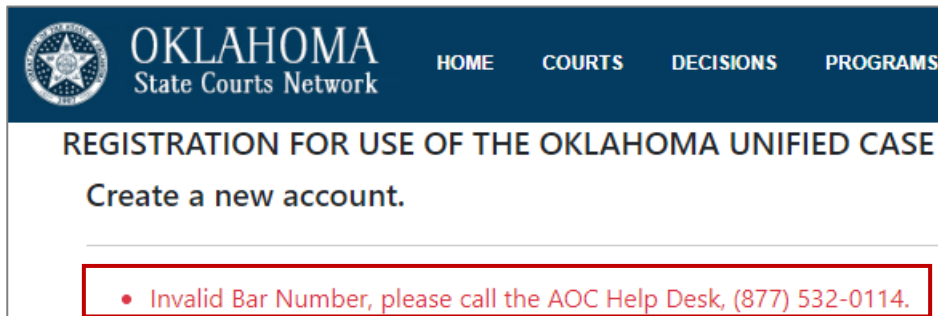 OKLAHOMA
State Courts Network
HOME COURTS DECISIONS PROGRAMS
REGISTRATION FOR USE OF THE OKLAHOMA UNIFIED CASE
Create a new account.
• Invalid Bar Number, please call the AOC Help Desk, (877) 532-0114.